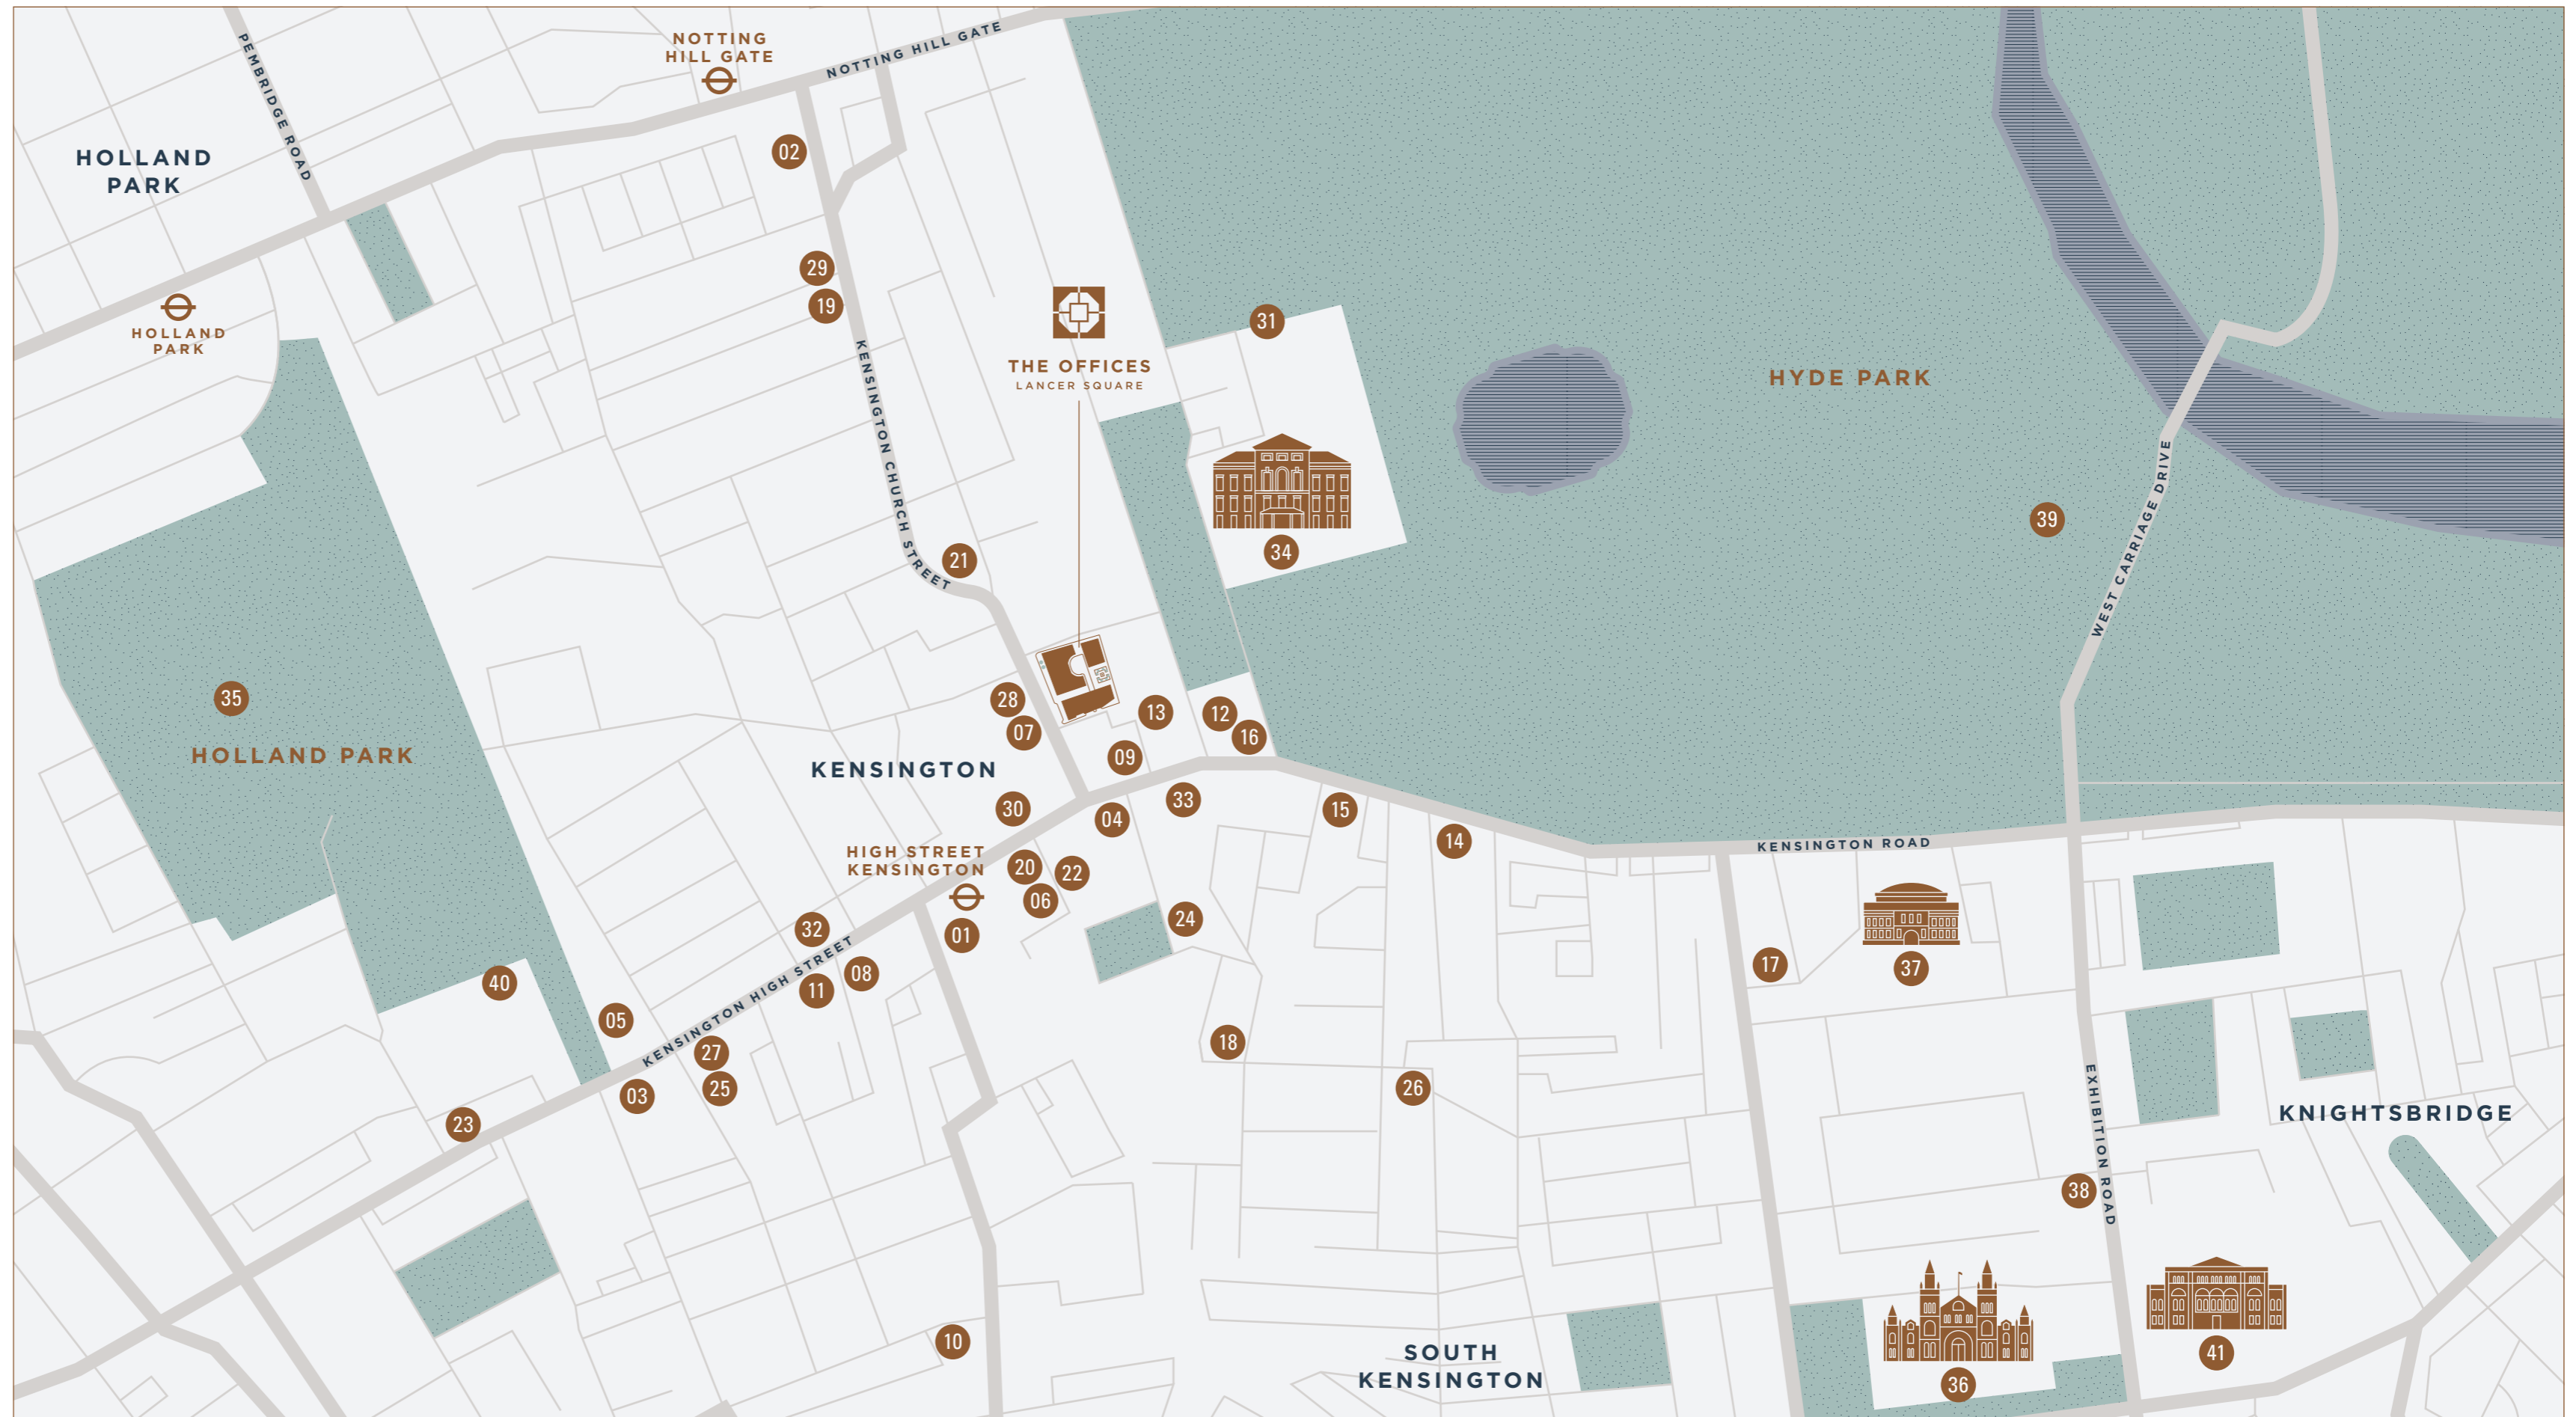 NOTTING HILL GATE
NOTTING
HILL GATE
PEMBRIDGE ROAD
HOLLAND
PARK
02
29
19
31
HOLLAND
PARK
THE OFFICES
LANCER SQUARE
HYDE PARK
KENSINGTON CHURCH STREET
WEST CARRIAGE DRIVE
39
34
21
35
HOLLAND PARK
28
07
13
12
16
09
KENSINGTON
30
04
33
15
14
KENSINGTON ROAD
HIGH STREET
KENSINGTON
20
22
06
24
01
32
KENSINGTON HIGH STREET
08
11
40
17
37
05
27
25
03
18
26
23
EXHIBITION ROAD
KNIGHTSBRIDGE
38
10
SOUTH
KENSINGTON
36
41